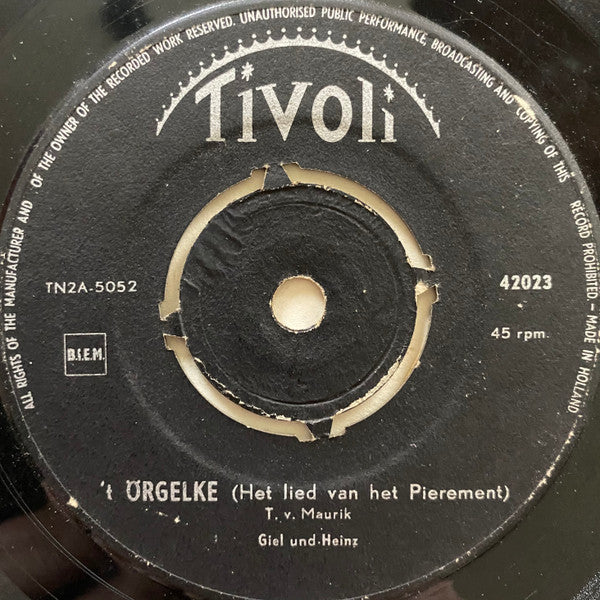 ALL RIGHTS OF THE MANUFACTURER AND OF THE OWNER OF THE RECORDED WORK RESERVED. UNAUTHORISED PUBLIC PERFORMANCE, BROADCASTING AND COPYING OF THIS RECORD PROHIBITED - MADE IN HOLLAND
Tivoli
TN2A-5052
42023
B.I.E.M.
45 rpm.
't ÖRGELKE (Het lied van het Pierement)
T. v. Maurik
Giel und Heinz